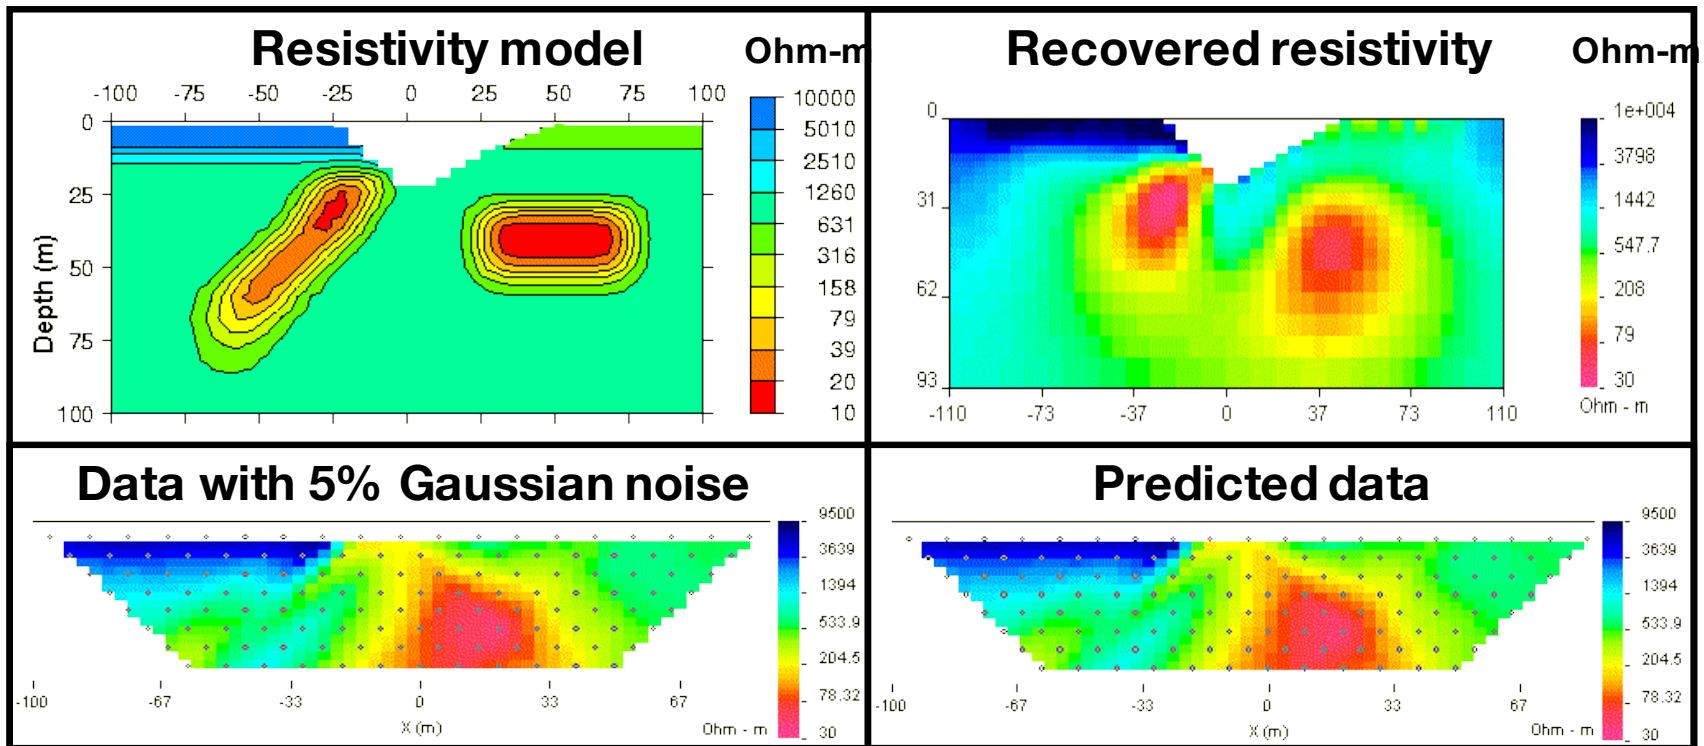 Resistivity model
Ohm-m
-100 -75 -50 -25 0 25 50 75 100
0
25
50
75
100
Depth (m)
10000
5010
2510
1260
631
316
158
79
39
20
10
Recovered resistivity
Ohm-m
0
31
62
93
-110 -73 -37 0 37 73 110
1e+004
3798
1442
547.7
208
79
30
Ohm - m
Data with 5% Gaussian noise
9500
3639
1394
533.9
204.5
78.32
30
-100 -67 -33 0 33 67
X (m)
Ohm - m
Predicted data
9500
3639
1394
533.9
204.5
78.32
30
-100 -67 -33 0 33 67
X (m)
Ohm - m